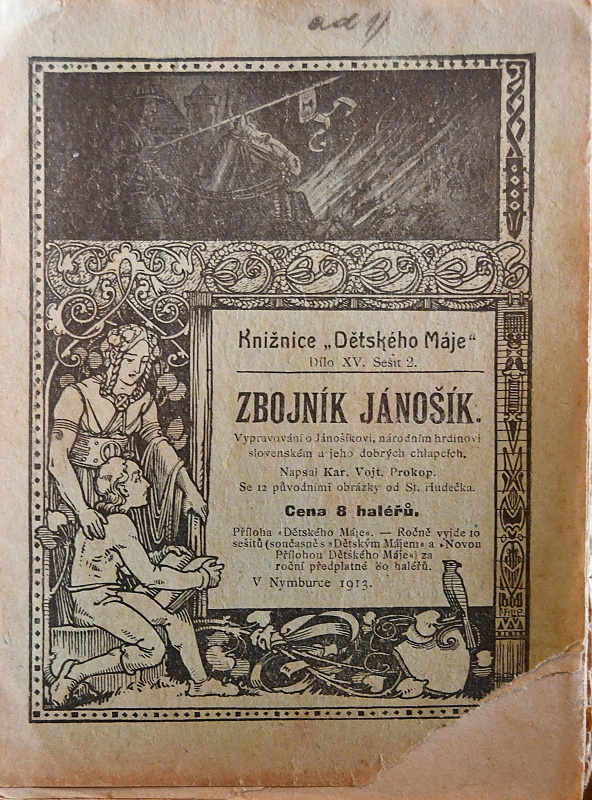 ad 1/
Knižnice „Dětského Máje“
Dílo XV. Sešit 2.
ZBOJNÍK JÁNOŠÍK.
Vypravování o Jánošíkovi, národním hrdinovi
slovenském a jeho dobrých chlapcích.
Napsal Kar. Vojt. Prokop.
Se 12 původními obrázky od St. Hudečka.
Cena 8 haléřů.
Příloha »Dětského Máje«. — Ročně vyjde 10
sešitů (současně s »Dětským Májem« a »Novou
Přílohou Dětského Máje«) za
roční předplatné 80 haléřů.
V Nymburce 1913.